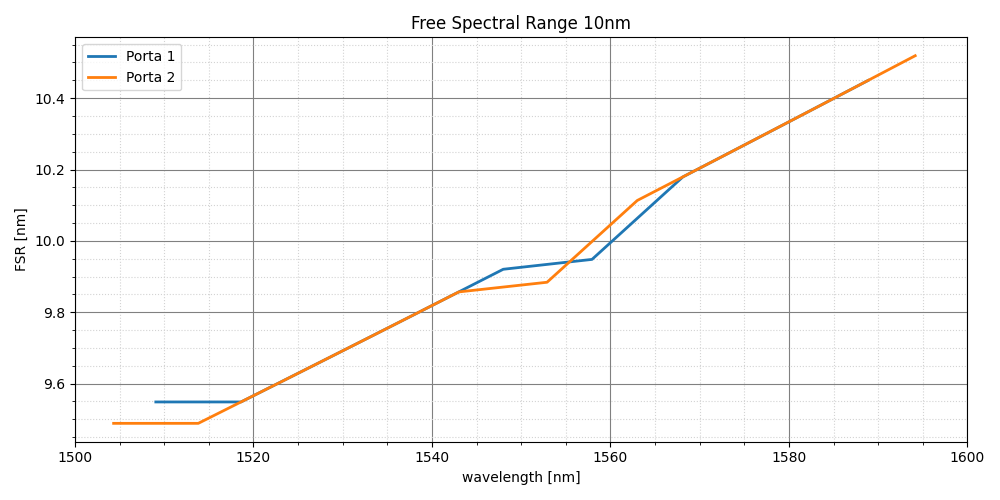 Free Spectral Range 10nm
Porta 1
Porta 2
FSR [nm]
10.4
10.2
10.0
9.8
9.6
1500 1520 1540 1560 1580 1600
wavelength [nm]